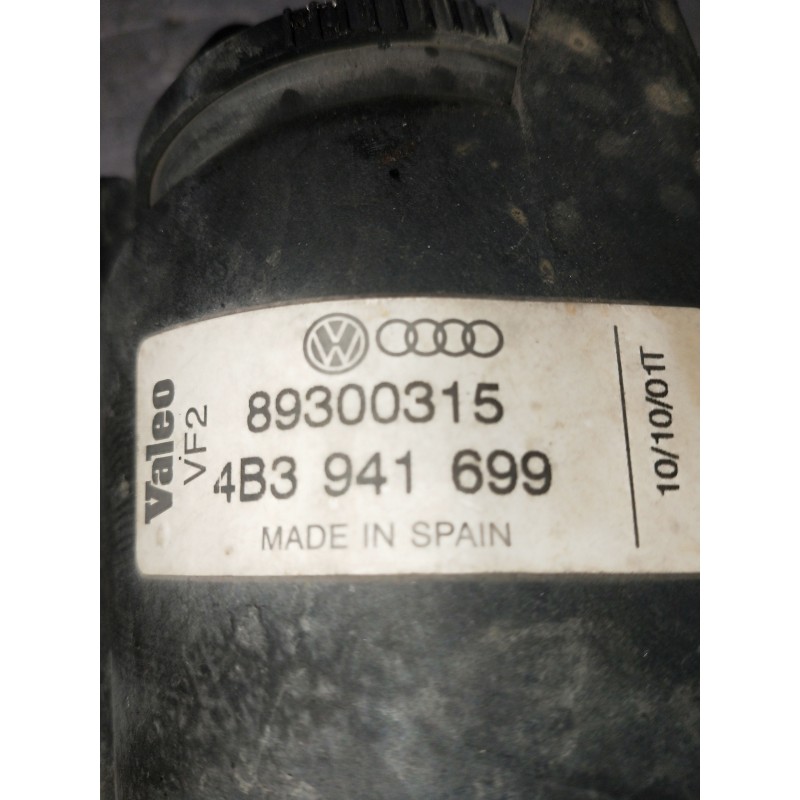 Valeo
VF2
89300315
4B3 941 699
MADE IN SPAIN
10/10/01T